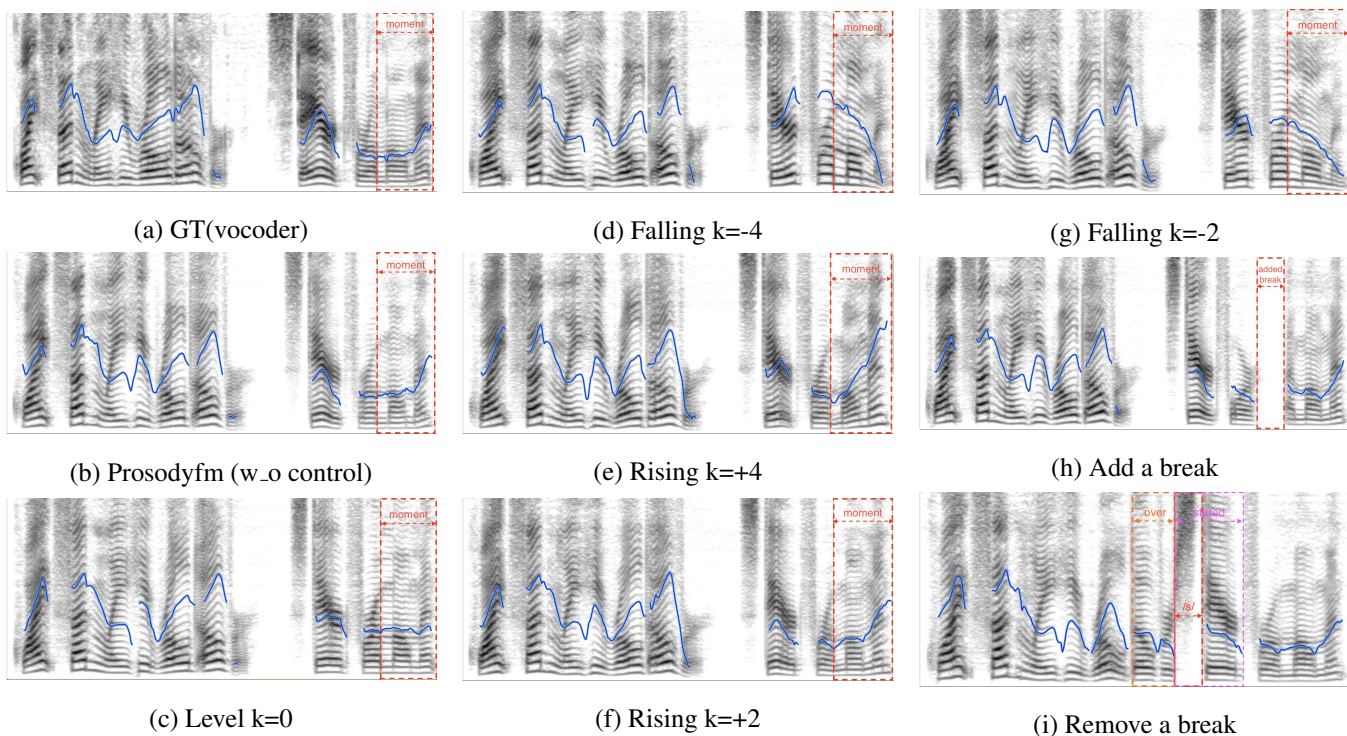 moment
moment
moment
(a) GT(vocoder)
(d) Falling k=-4
(g) Falling k=-2
moment
moment
added
break
(b) Prosodyfm (w_o control)
(e) Rising k=+4
(h) Add a break
moment
moment
over
started
/s/
(c) Level k=0
(f) Rising k=+2
(i) Remove a break